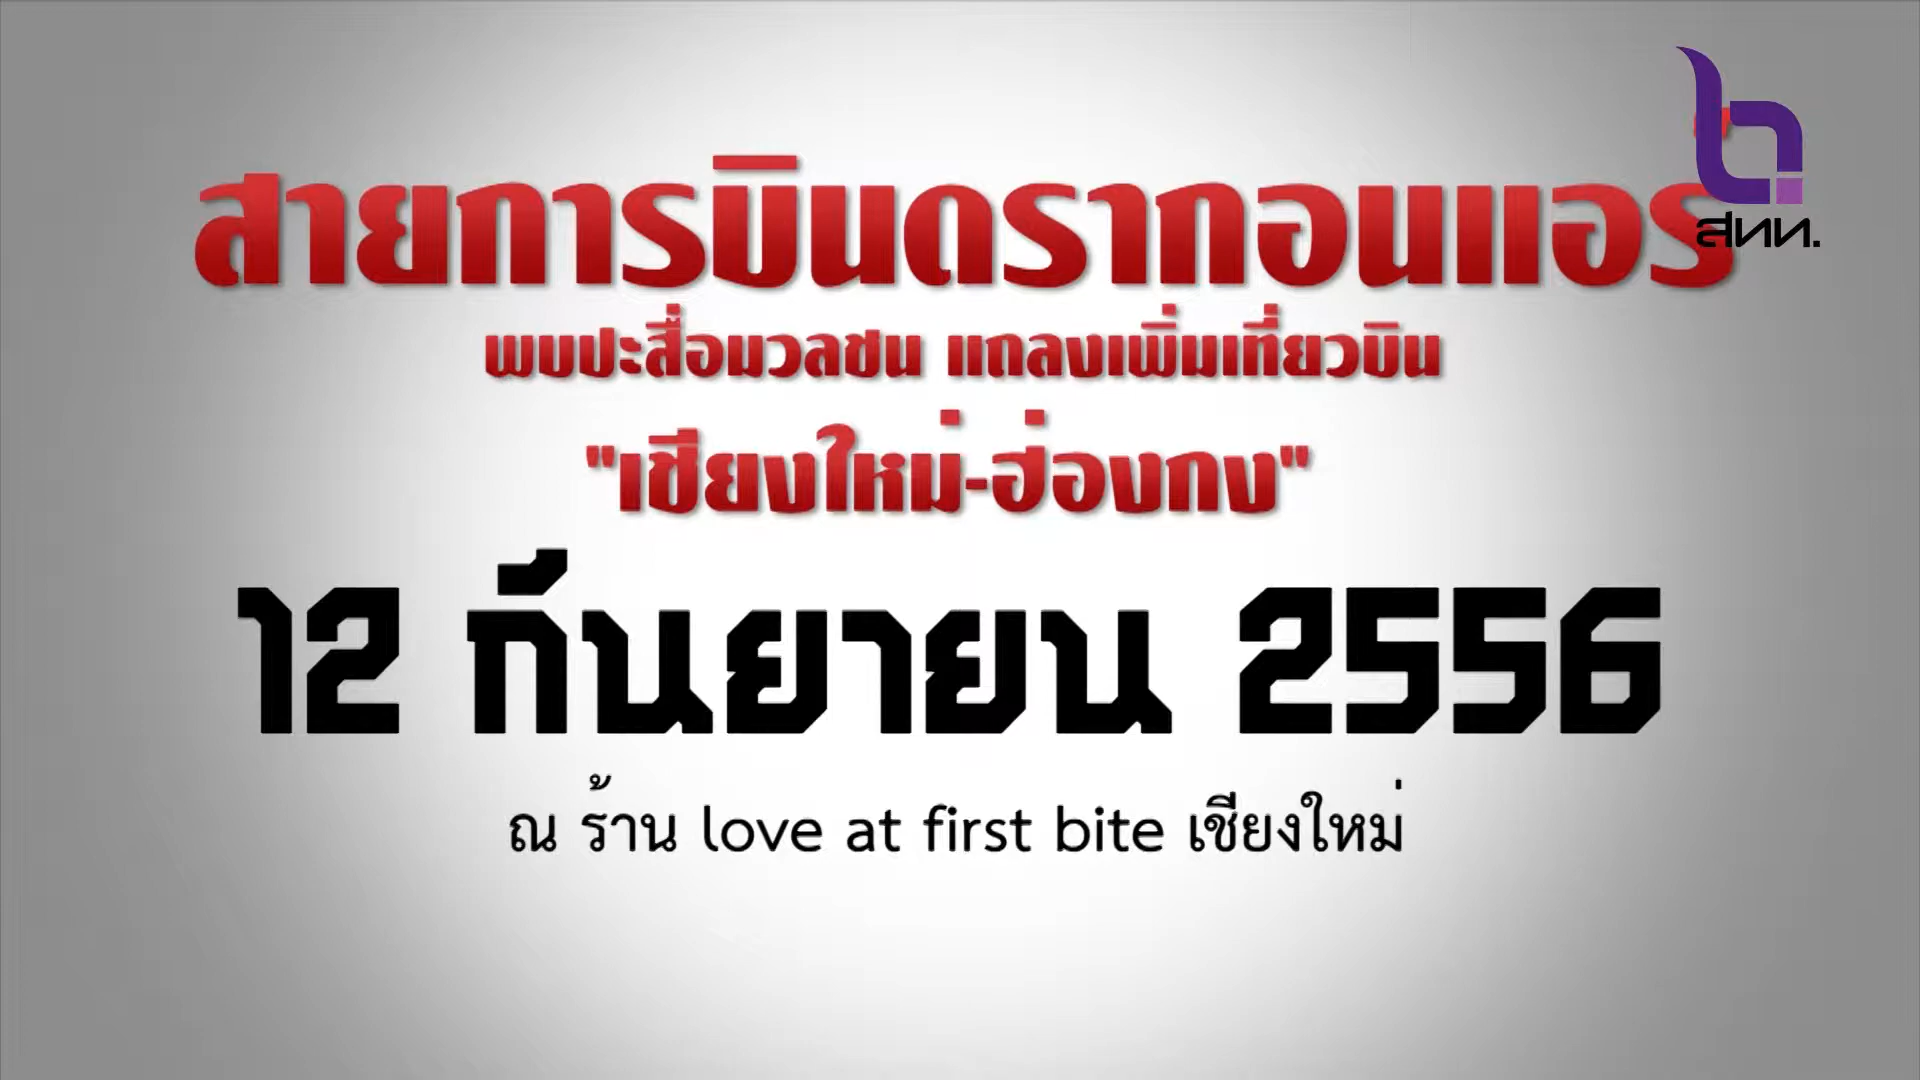 สายการบินดรากอนแอร์
สทท.
พบปะสื่อมวลชน แถลงเพิ่มเที่ยวบิน
"เชียงใหม่-ฮ่องกง"
12 กันยายน 2556
ณ ร้าน love at first bite เชียงใหม่